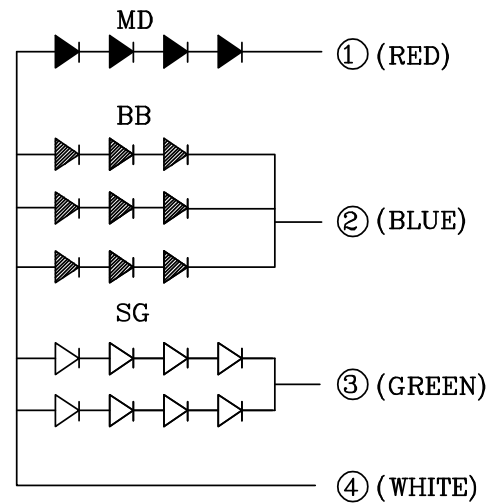 MD
① (RED)
BB
② (BLUE)
SG
③ (GREEN)
④ (WHITE)